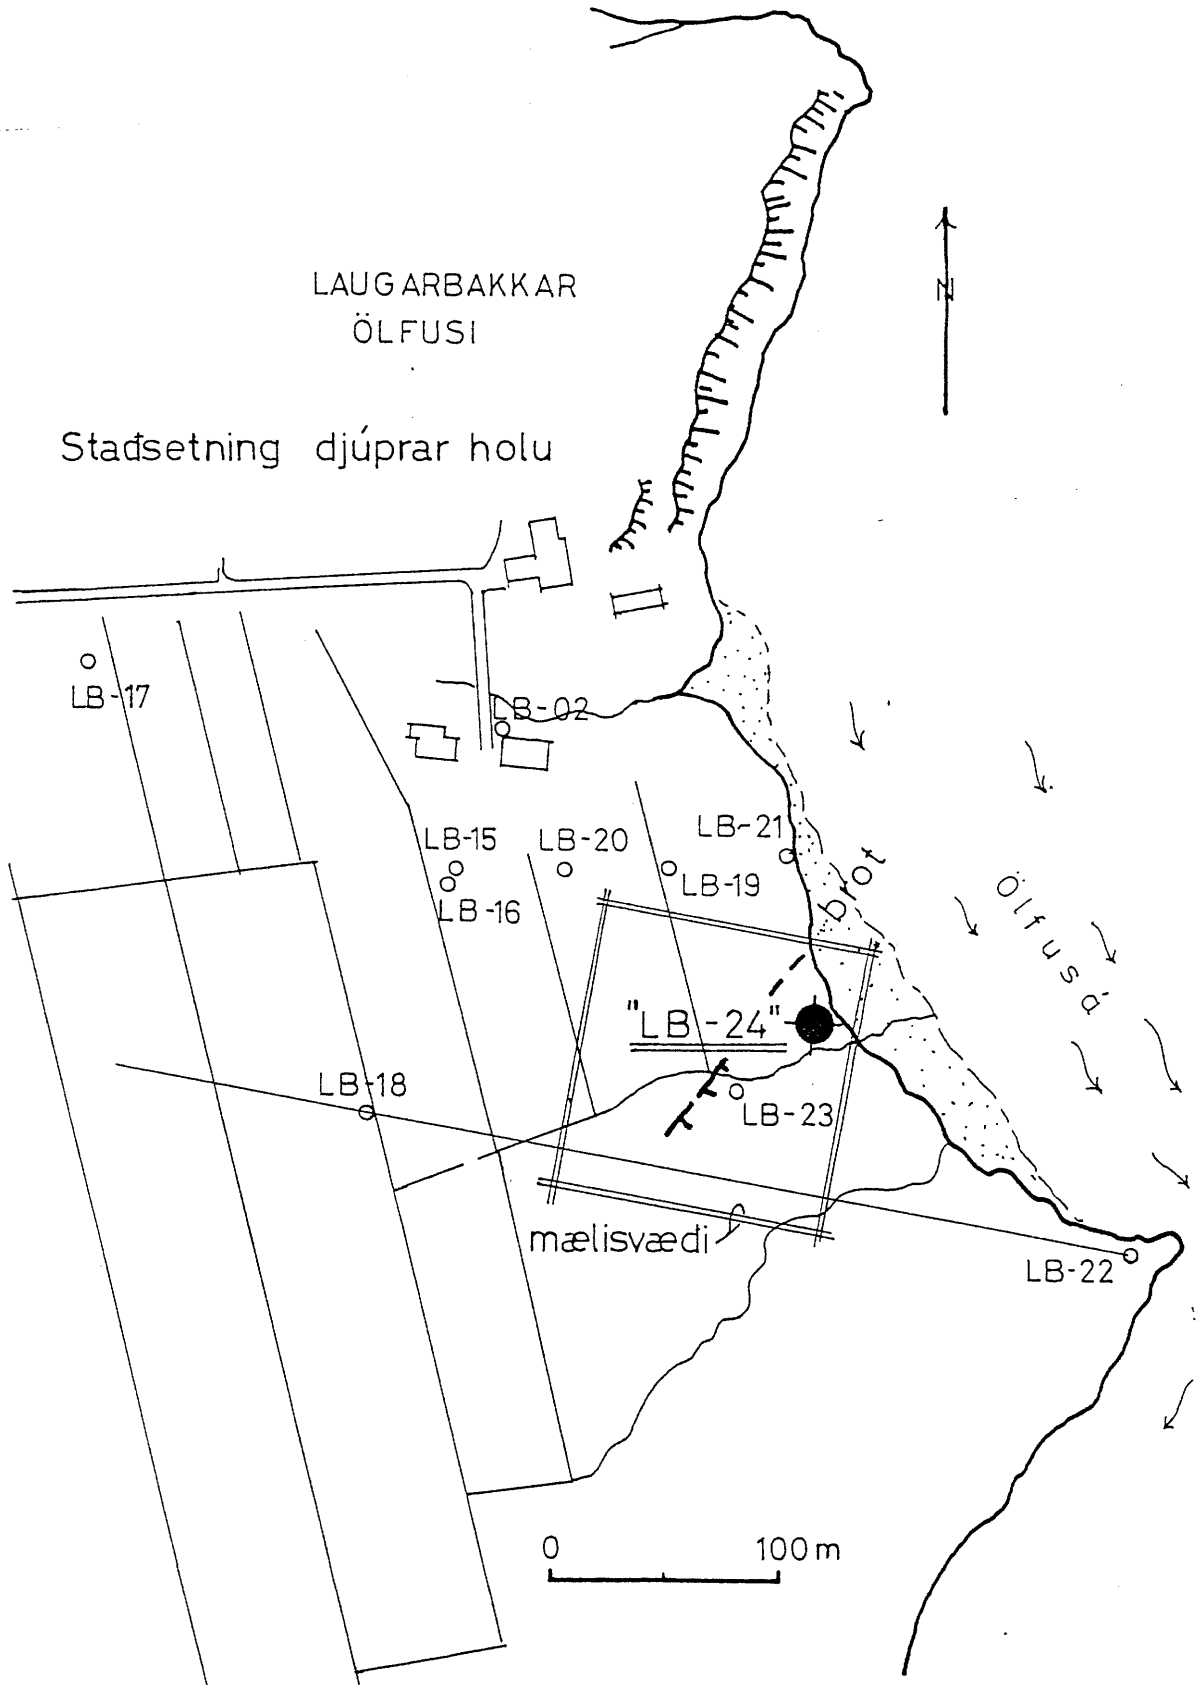 LAUGARBAKKAR
ÖLFUSI
N
Staðsetning djúprar holu
LB-17
LB-02
LB-15
LB-20
LB-21
LB-16
LB-19
brot
Ölfusá
"LB-24"
LB-18
LB-23
mælisvæði
LB-22
0 100 m